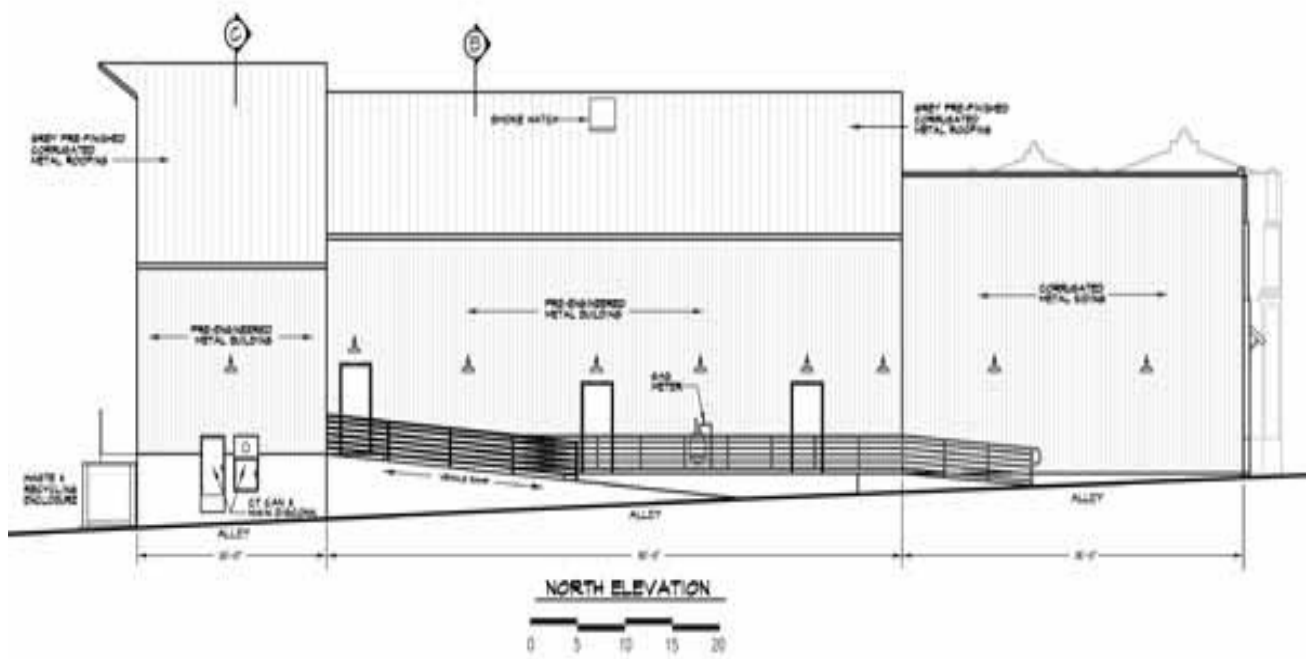 C
B
GREY PRE-FINISHED
CORRUGATED
METAL ROOFING
SMOKE HATCH
GREY PRE-FINISHED
CORRUGATED
METAL ROOFING
PRE-ENGINEERED
METAL BUILDING
PRE-ENGINEERED
METAL BUILDING
CORRUGATED
METAL SIDING
GAS
METER
WASTE &
RECYCLING
ENCLOSURE
C.T. CAN &
MAIN
ALLEY
ALLEY
ALLEY
NORTH ELEVATION
0 5 10 15 20